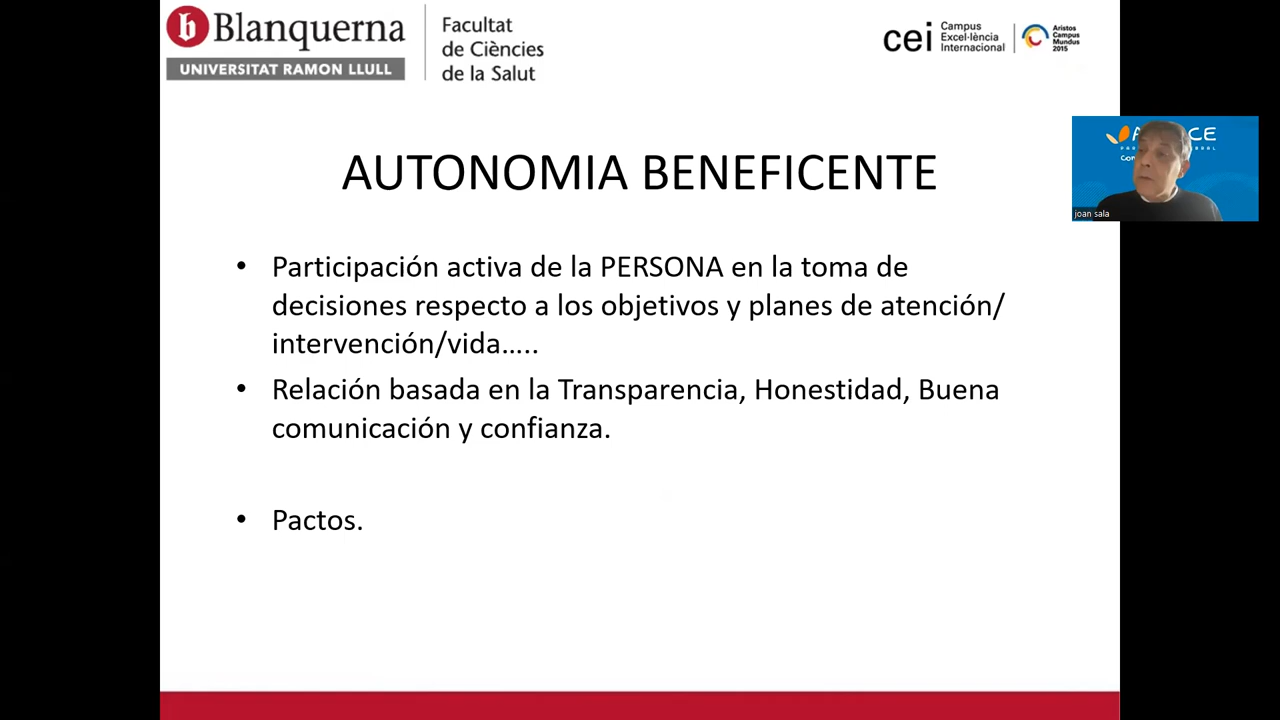 Blanquerna
UNIVERSITAT RAMON LLULL
Facultat
de Ciències
de la Salut
cei
Campus
Excel·lència
Internacional
Aristos
Campus
Mundus
2015
AUTONOMIA BENEFICENTE
• Participación activa de la PERSONA en la toma de
decisiones respecto a los objetivos y planes de atención/
intervención/vida…..
• Relación basada en la Transparencia, Honestidad, Buena
comunicación y confianza.
• Pactos.
joan sala